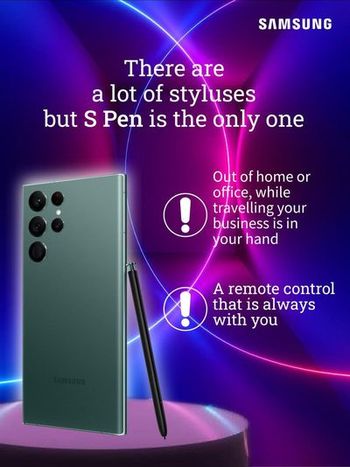 SAMSUNG
There are
a lot of styluses
but S Pen is the only one
Out of home or
office, while
travelling your
business is in
your hand
A remote control
that is always
with you
SAMSUNG